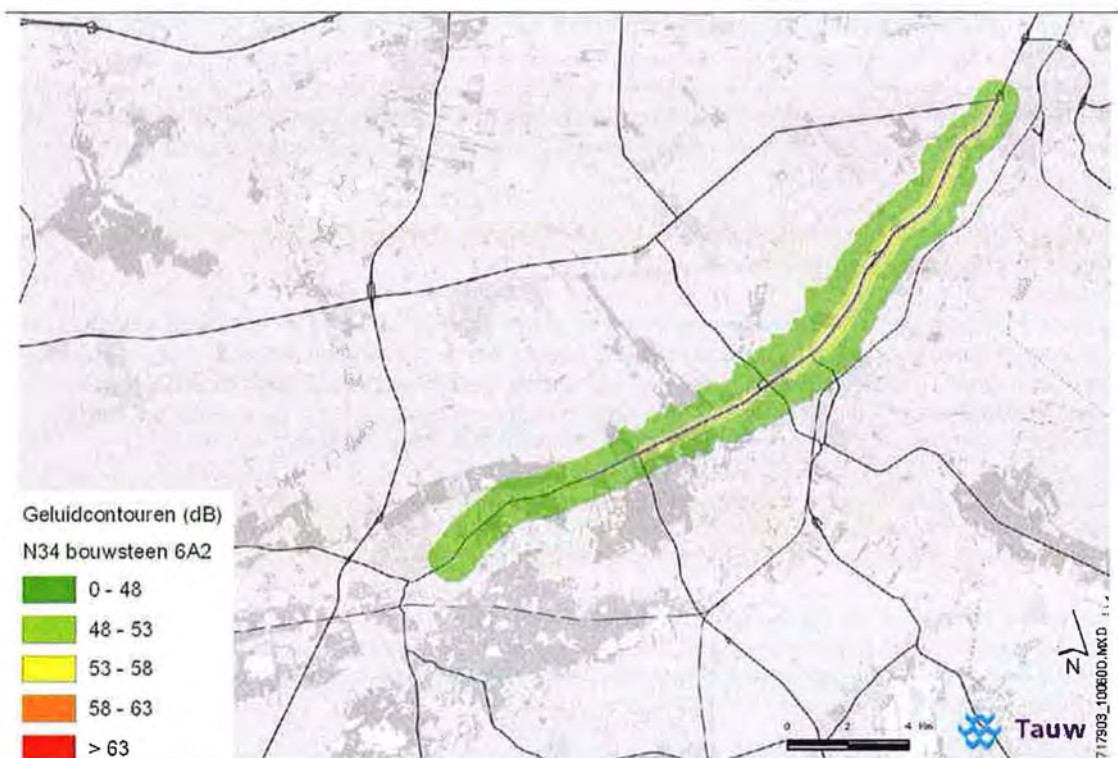 Geluidcontouren (dB)
N34 bouwsteen 6A2
0 - 48
48 - 53
53 - 58
58 - 63
> 63
0 2 4 Km
N
Tauw
717903_10060D.MXD